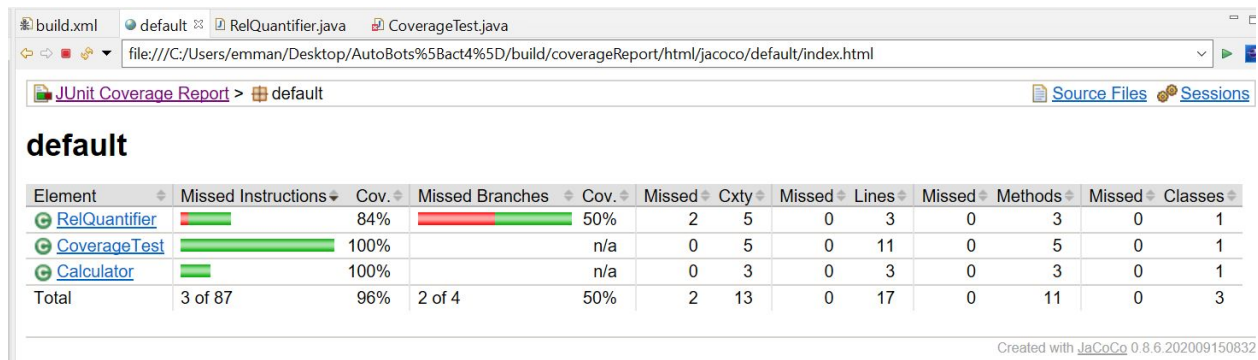 build.xml default RelQuantifier.java CoverageTest.java
file:///C:/Users/emman/Desktop/AutoBots%5Bact4%5D/build/coverageReport/html/jacoco/default/index.html
JUnit Coverage Report > default Source Files Sessions
default
Element Missed Instructions Cov. Missed Branches Cov. Missed Cxty Missed Lines Missed Methods Missed Classes
RelQuantifier 84% 50% 2 5 0 3 0 3 0 1
CoverageTest 100% n/a 0 5 0 11 0 5 0 1
Calculator 100% n/a 0 3 0 3 0 3 0 1
Total 3 of 87 96% 2 of 4 50% 2 13 0 17 0 11 0 3
Created with JaCoCo 0.8.6.202009150832